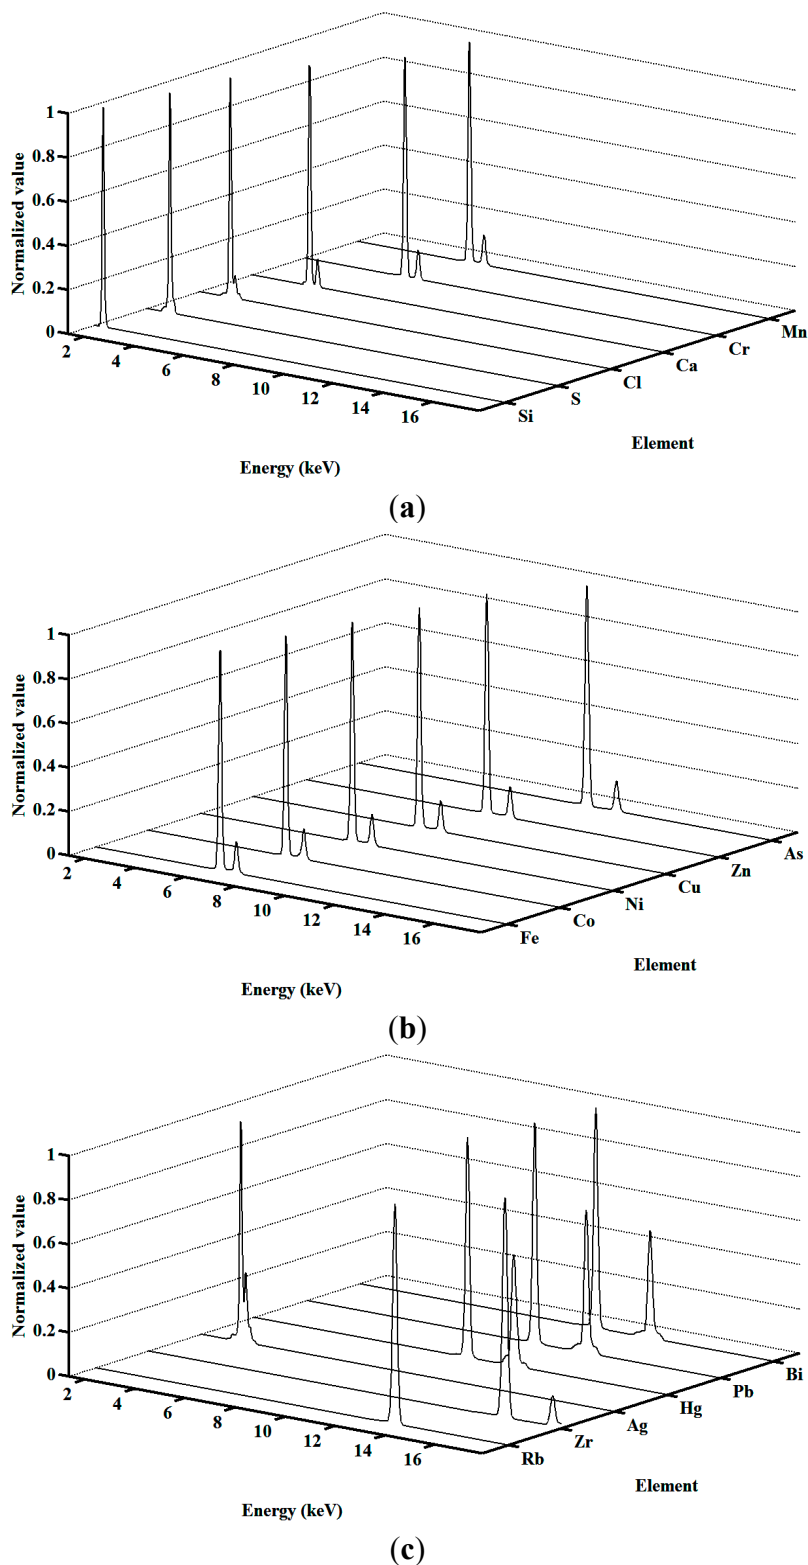 1
0.8
0.6
0.4
0.2
0
Normalized value
2
4
6
8
10
12
14
16
Energy (keV)
Si
S
Cl
Ca
Cr
Mn
Element
(a)
1
0.8
0.6
0.4
0.2
0
Normalized value
2
4
6
8
10
12
14
16
Energy (keV)
Fe
Co
Ni
Cu
Zn
As
Element
(b)
1
0.8
0.6
0.4
0.2
0
Normalized value
2
4
6
8
10
12
14
16
Energy (keV)
Rb
Zr
Ag
Hg
Pb
Bi
Element
(c)